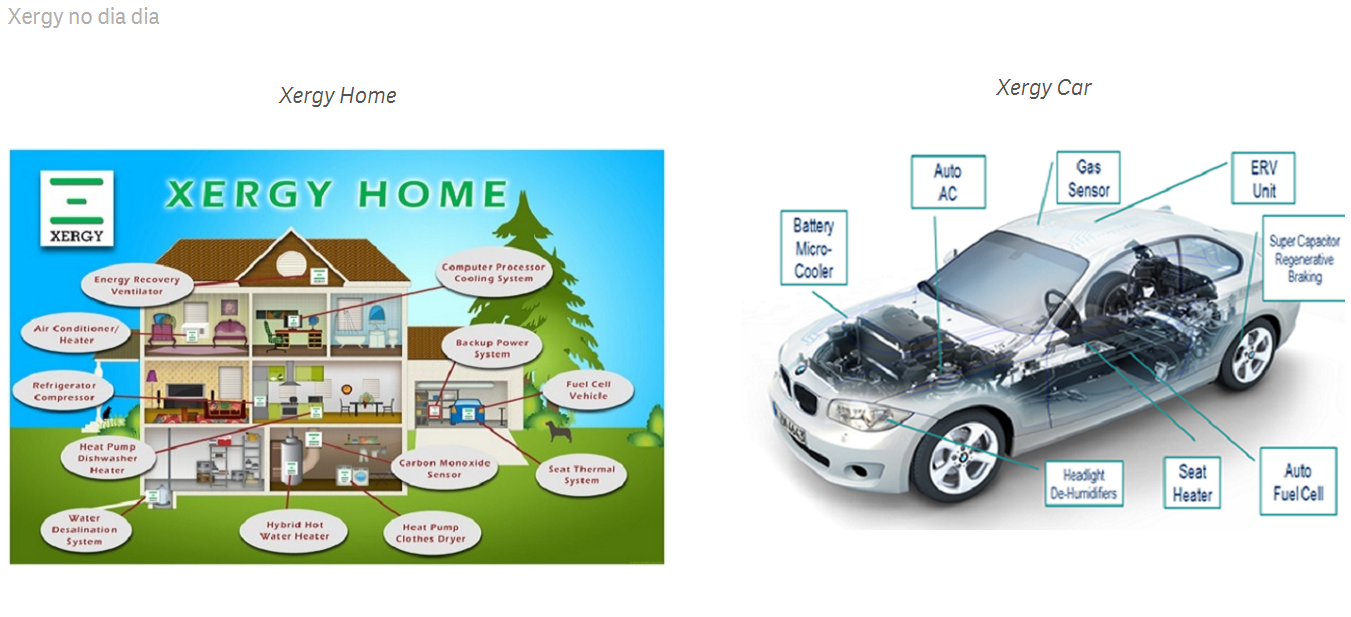 Xergy no dia dia
Xergy Home
Xergy Car
XERGY HOME
XERGY
Energy Recovery
Ventilator
Computer Processor
Cooling System
Air Conditioner/
Heater
Backup Power
System
Refrigerator
Compressor
Fuel Cell
Vehicle
Heat Pump
Dishwasher
Heater
Carbon Monoxide
Sensor
Seat Thermal
System
Water
Desalination
System
Hybrid Hot
Water Heater
Heat Pump
Clothes Dryer
Auto
AC
Gas
Sensor
ERV
Unit
Battery
Micro-
Cooler
Super Capacitor
Regenerative
Braking
Headlight
De-Humidifiers
Seat
Heater
Auto
Fuel Cell